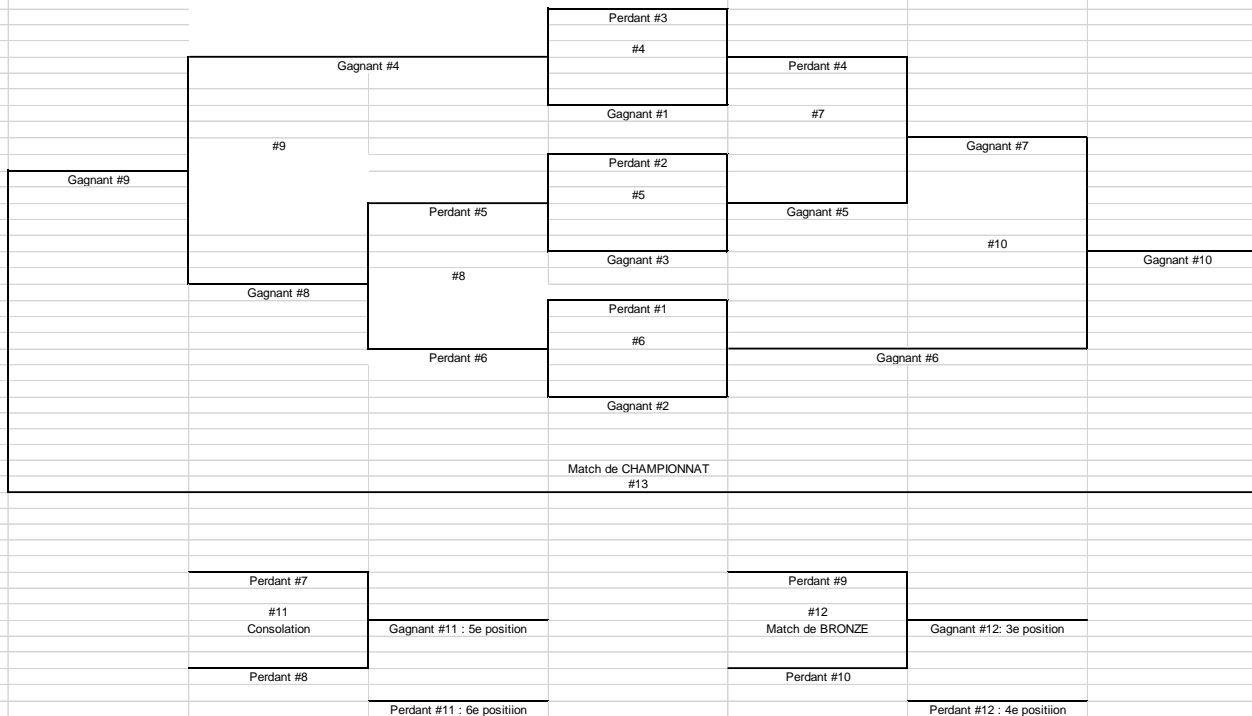 Perdant #3
#4
Gagnant #4
Perdant #4
Gagnant #1
#7
#9
Gagnant #7
Perdant #2
Gagnant #9
#5
Perdant #5
Gagnant #5
#10
Gagnant #3
Gagnant #10
#8
Gagnant #8
Perdant #1
#6
Perdant #6
Gagnant #6
Gagnant #2
Match de CHAMPIONNAT
#13
Perdant #7
Perdant #9
#11
#12
Consolation
Gagnant #11 : 5e position
Match de BRONZE
Gagnant #12: 3e position
Perdant #8
Perdant #10
Perdant #11 : 6e positiion
Perdant #12 : 4e positiion